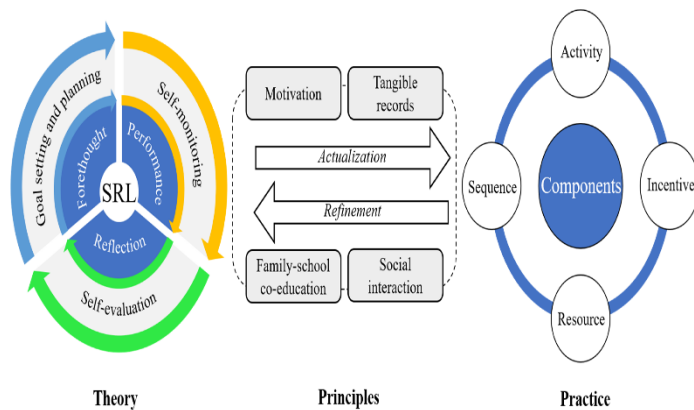 Goal setting and planning
Self-monitoring
Forethought
Performance
SRL
Reflection
Self-evaluation
Theory
Motivation
Tangible
records
Actualization
Refinement
Family-school
co-education
Social
interaction
Principles
Activity
Sequence
Components
Incentive
Resource
Practice